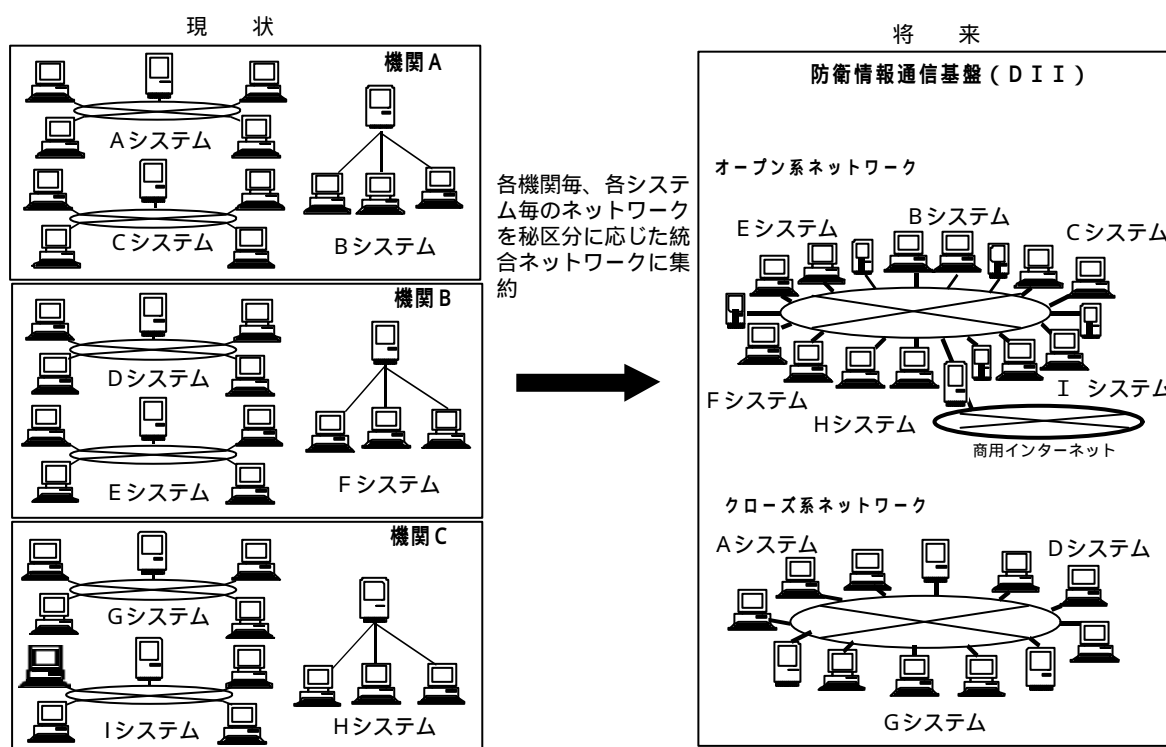 現　状
機関A
Aシステム
Cシステム
Bシステム
機関B
Dシステム
Eシステム
Fシステム
機関C
Gシステム
Iシステム
Hシステム
各機関毎、各システ
ム毎のネットワーク
を秘区分に応じた統
合ネットワークに集
約
将　来
防衛情報通信基盤（ＤＩＩ）
オープン系ネットワーク
Eシステム
Bシステム
Cシステム
Fシステム
Hシステム
Ｉ システム
商用インターネット
クローズ系ネットワーク
Aシステム
Dシステム
Gシステム